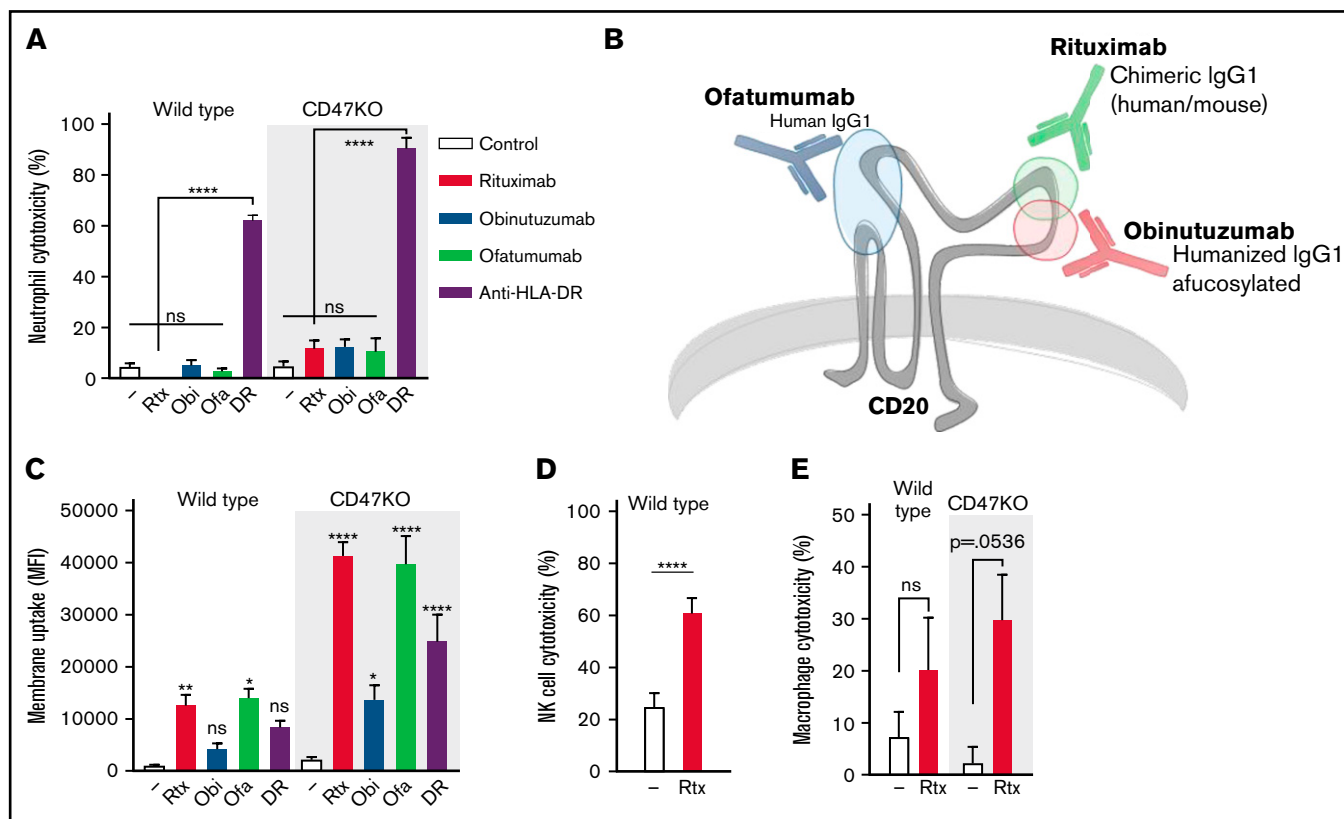 A
Wild type
CD47KO
Neutrophil cytotoxicity (%)
100
80
60
40
20
0
****
****
ns
ns
–
Rtx
Obi
Ofa
DR
–
Rtx
Obi
Ofa
DR
Control
Rituximab
Obinutuzumab
Ofatumumab
Anti-HLA-DR
B
Rituximab
Chimeric IgG1
(human/mouse)
Ofatumumab
Human IgG1
Obinutuzumab
Humanized IgG1
afucosylated
CD20
C
Wild type
CD47KO
Membrane uptake (MFI)
50000
40000
30000
20000
10000
0
**
ns
*
ns
****
*
****
****
–
Rtx
Obi
Ofa
DR
–
Rtx
Obi
Ofa
DR
D
Wild type
NK cell cytotoxicity (%)
100
80
60
40
20
0
****
–
Rtx
E
Wild
type
CD47KO
Macrophage cytotoxicity (%)
50
40
30
20
10
0
ns
p=.0536
–
Rtx
–
Rtx